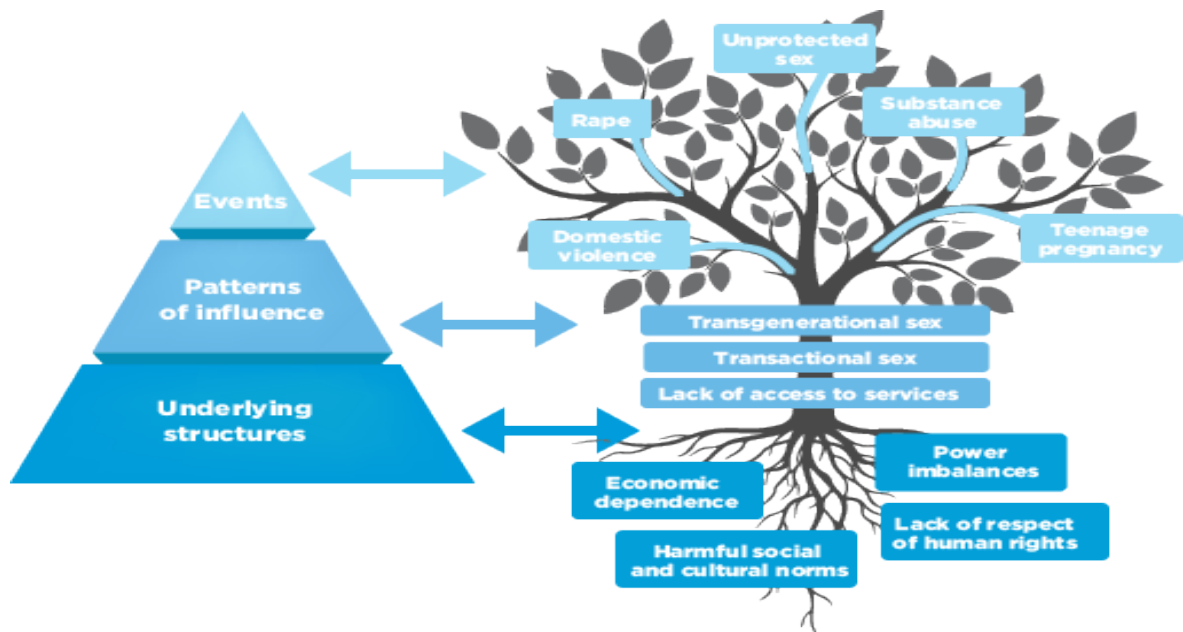 Events
Patterns
of influence
Underlying
structures
Unprotected
sex
Rape
Substance
abuse
Domestic
violence
Teenage
pregnancy
Transgenerational sex
Transactional sex
Lack of access to services
Economic
dependence
Power
imbalances
Harmful social
and cultural norms
Lack of respect
of human rights